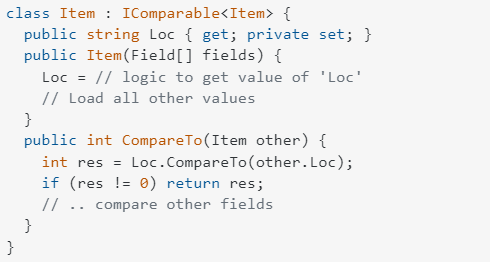 class Item : IComparable<Item> {
  public string Loc { get; private set; }
  public Item(Field[] fields) {
    Loc = // logic to get value of 'Loc'
    // Load all other values
  }
  public int CompareTo(Item other) {
    int res = Loc.CompareTo(other.Loc);
    if (res != 0) return res;
    // .. compare other fields
  }
}